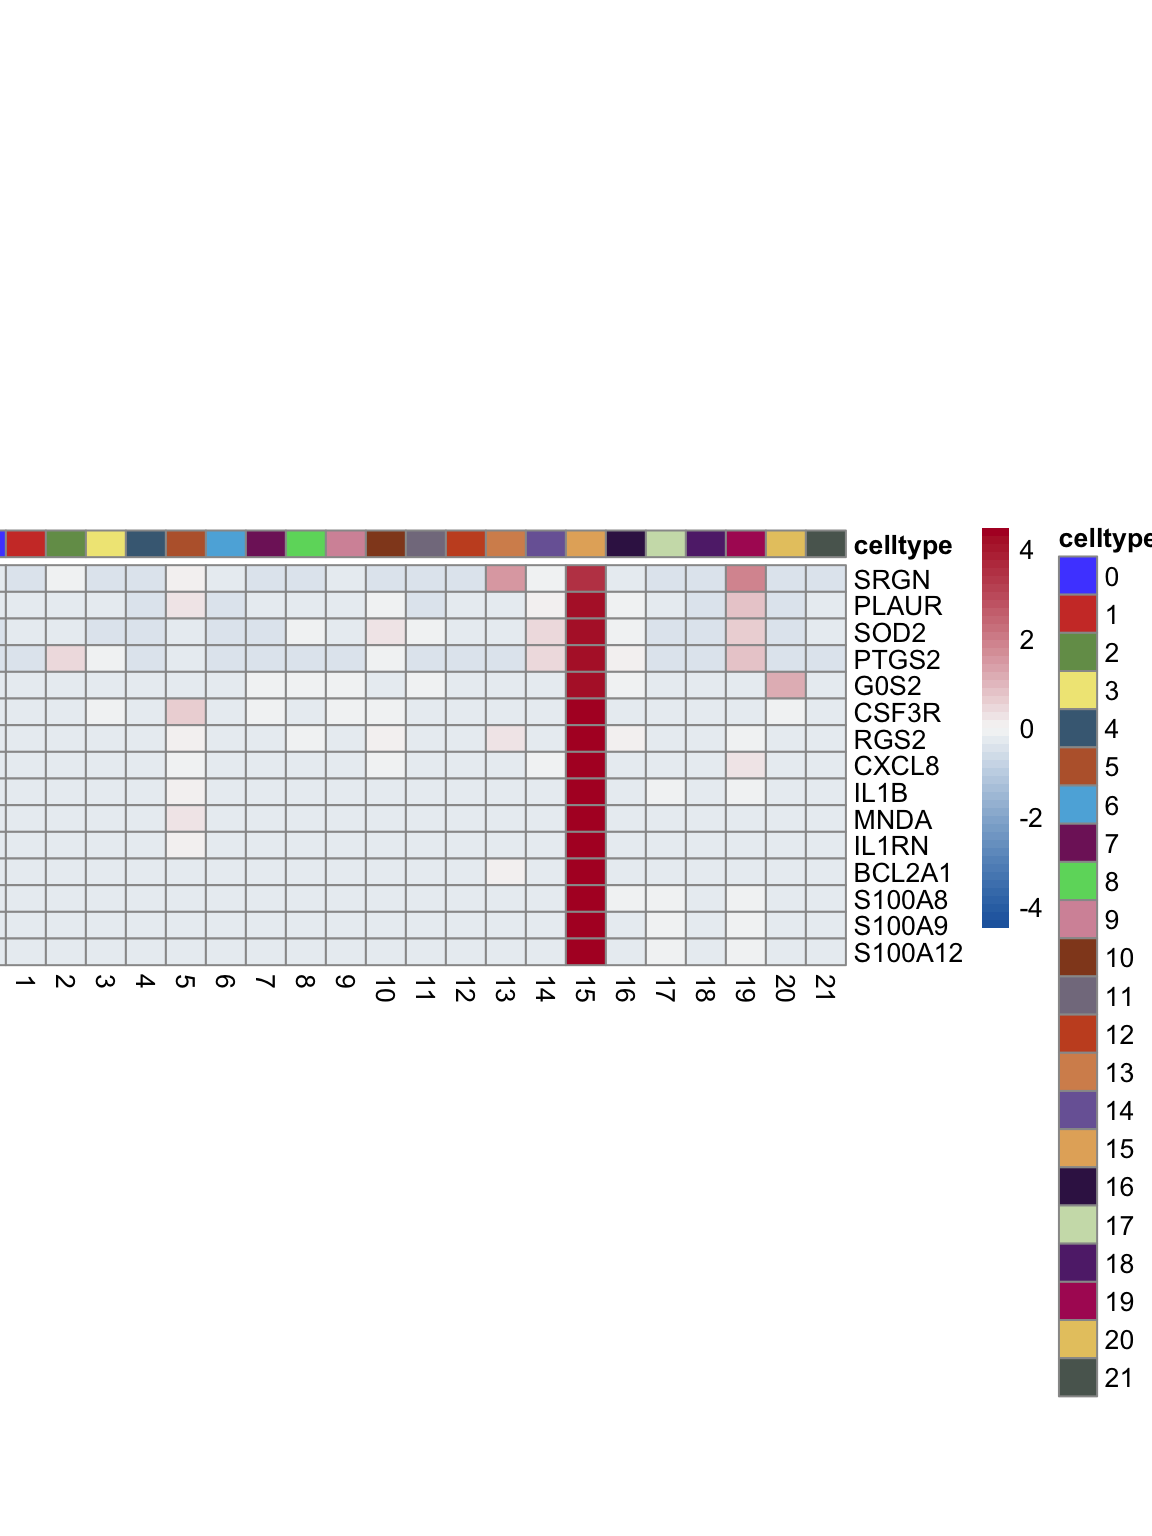 celltype
SRGN
PLAUR
SOD2
PTGS2
G0S2
CSF3R
RGS2
CXCL8
IL1B
MNDA
IL1RN
BCL2A1
S100A8
S100A9
S100A12
1 2 3 4 5 6 7 8 9 10 11 12 13 14 15 16 17 18 19 20 21
4
2
0
-2
-4
celltype
0
1
2
3
4
5
6
7
8
9
10
11
12
13
14
15
16
17
18
19
20
21